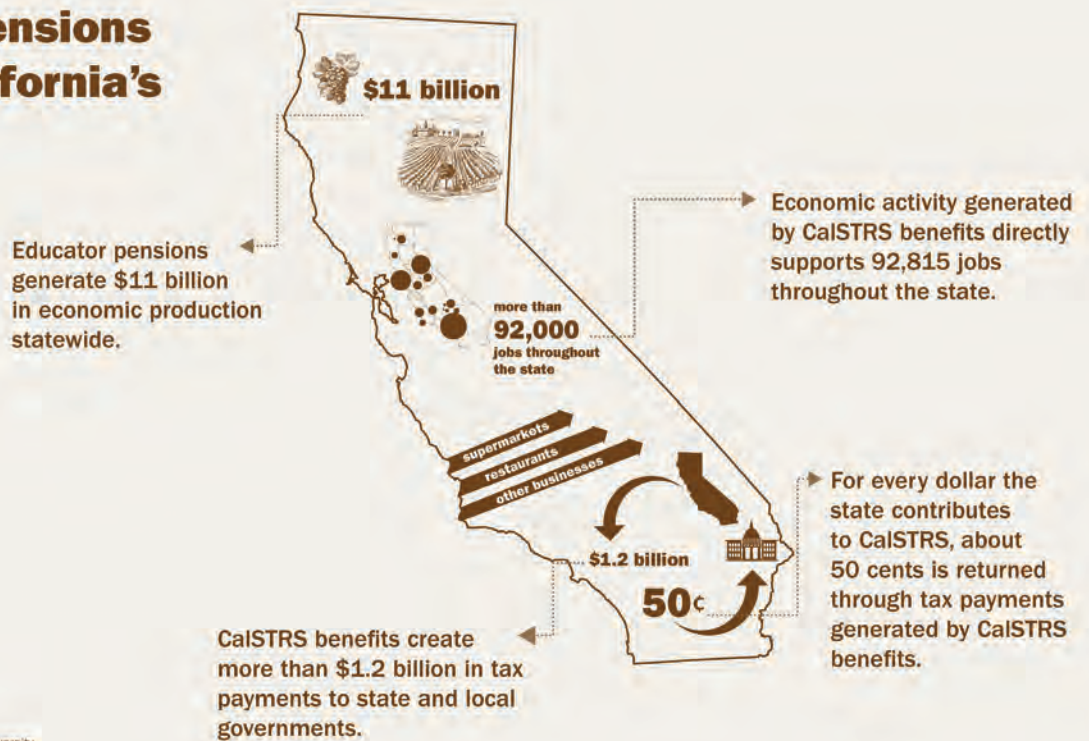 ensions
fornia's
$11 billion
Educator pensions
generate $11 billion
in economic production
statewide.
more than
92,000
jobs throughout
the state
Economic activity generated
by CalSTRS benefits directly
supports 92,815 jobs
throughout the state.
supermarkets
restaurants
other businesses
$1.2 billion
50¢
For every dollar the
state contributes
to CalSTRS, about
50 cents is returned
through tax payments
generated by CalSTRS
benefits.
CalSTRS benefits create
more than $1.2 billion in tax
payments to state and local
governments.